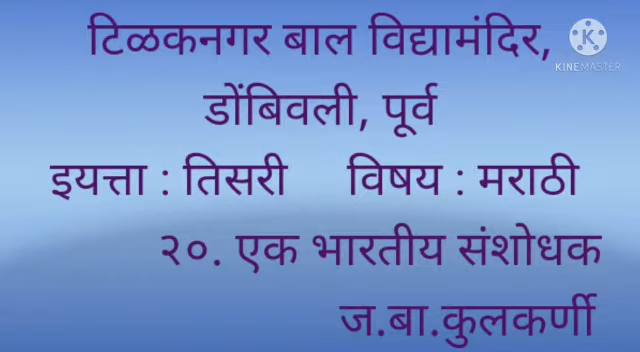 टिळकनगर बाल विद्यामंदिर,
KINEMASTER
डोंबिवली, पूर्व
इयत्ता : तिसरी विषय : मराठी
२०. एक भारतीय संशोधक
ज.बा.कुलकर्णी